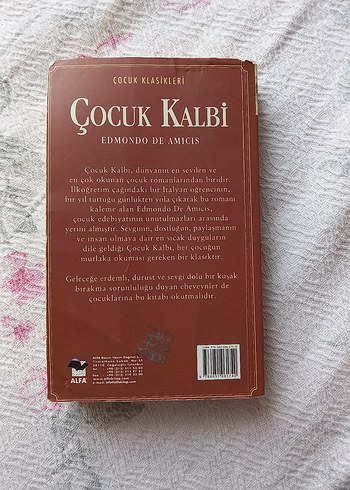 ÇOCUK KLASİKLERİ
ÇOCUK KALBİ
EDMONDO DE AMICIS
Çocuk Kalbi, dünyanın en sevilen ve
en çok okunan çocuk romanlarından biridir.
İlköğretim çağındaki bir İtalyan öğrencinin,
bir yıl tuttuğu günlükten yola çıkarak bu romanı
kaleme alan Edmondo De Amicis,
çocuk edebiyatının unutulmazları arasında
yerini almıştır. Sevginin, dostluğun, paylaşmanın
ve insan olmaya dair en sıcak duyguların
dile geldiği Çocuk Kalbi, her çocuğun
mutlaka okuması gereken bir klasiktir.
Geleceğe erdemli, dürüst ve sevgi dolu bir kuşak
bırakma sorumluluğu duyan ebeveynler de
çocuklarına bu kitabı okutmalıdır.
ALFA
Alfa Basım Yayım Dağıtım